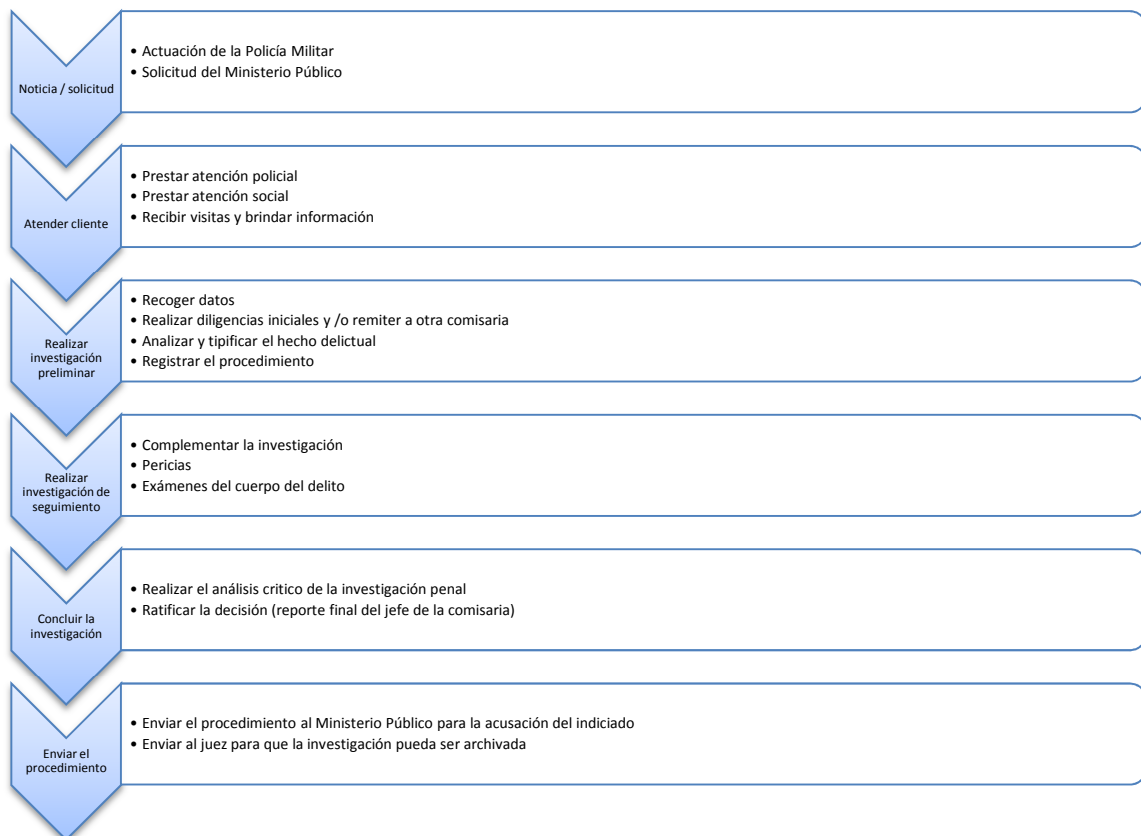 Noticia / solicitud
• Actuación de la Policía Militar
• Solicitud del Ministerio Público
Atender cliente
• Prestar atención policial
• Prestar atención social
• Recibir visitas y brindar información
Realizar
investigación
preliminar
• Recoger datos
• Realizar diligencias iniciales y /o remiter a otra comisaria
• Analizar y tipificar el hecho delictual
• Registrar el procedimiento
Realizar
investigación de
seguimiento
• Complementar la investigación
• Pericias
• Exámenes del cuerpo del delito
Concluir la
investigación
• Realizar el análisis critico de la investigación penal
• Ratificar la decisión (reporte final del jefe de la comisaria)
Enviar el
procedimiento
• Enviar el procedimiento al Ministerio Público para la acusación del indiciado
• Enviar al juez para que la investigación pueda ser archivada